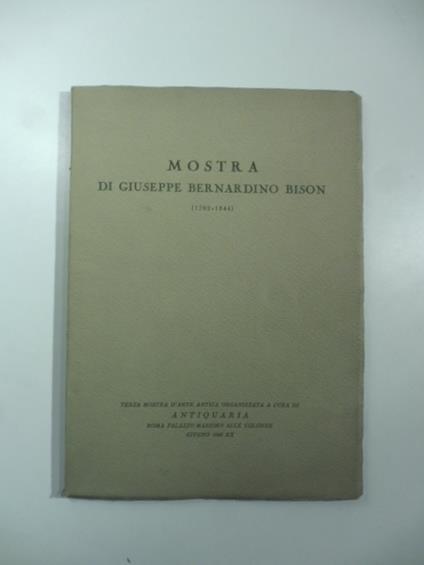 MOSTRA
DI GIUSEPPE BERNARDINO BISON
(1762-1844)
TERZA MOSTRA D'ARTE ANTICA ORGANIZZATA A CURA DI
ANTIQUARIA
ROMA PALAZZO MASSIMO ALLE COLONNE
GIUGNO XX